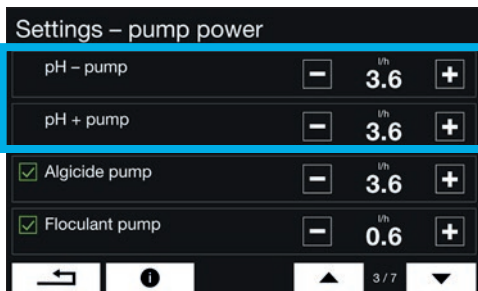 Settings – pump power
pH – pump
l/h
3.6
pH + pump
l/h
3.6
Algicide pump
l/h
3.6
Floculant pump
l/h
0.6
3 / 7